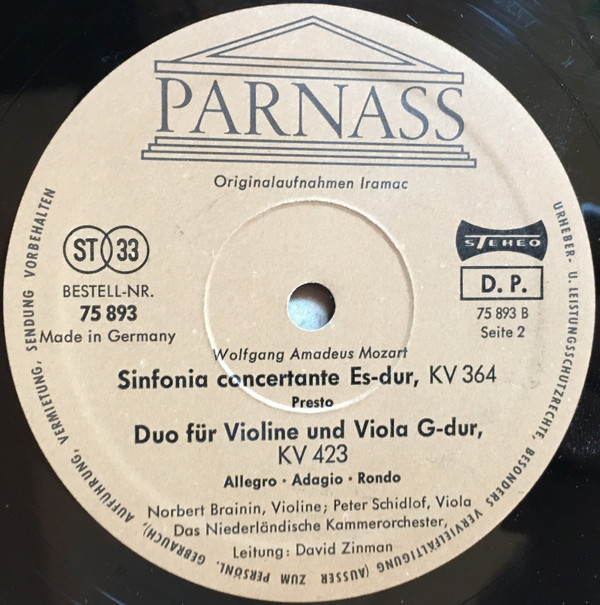 PARNASS
Originalaufnahmen Iramac
ST 33
BESTELL-NR.
75 893
Made in Germany
STEREO
D. P.
75 893 B
Seite 2
Wolfgang Amadeus Mozart
Sinfonia concertante Es-dur, KV 364
Presto
Duo für Violine und Viola G-dur,
KV 423
Allegro · Adagio · Rondo
Norbert Brainin, Violine; Peter Schidlof, Viola
Das Niederländische Kammerorchester,
Leitung: David Zinman
URHEBER- U. LEISTUNGSSCHUTZRECHTE, BESONDERS VERVIELFÄLTIGUNG (AUSSER ZUM PERSÖNL. GEBRAUCH), AUFFÜHRUNG, VERMIETUNG, SENDUNG VORBEHALTEN